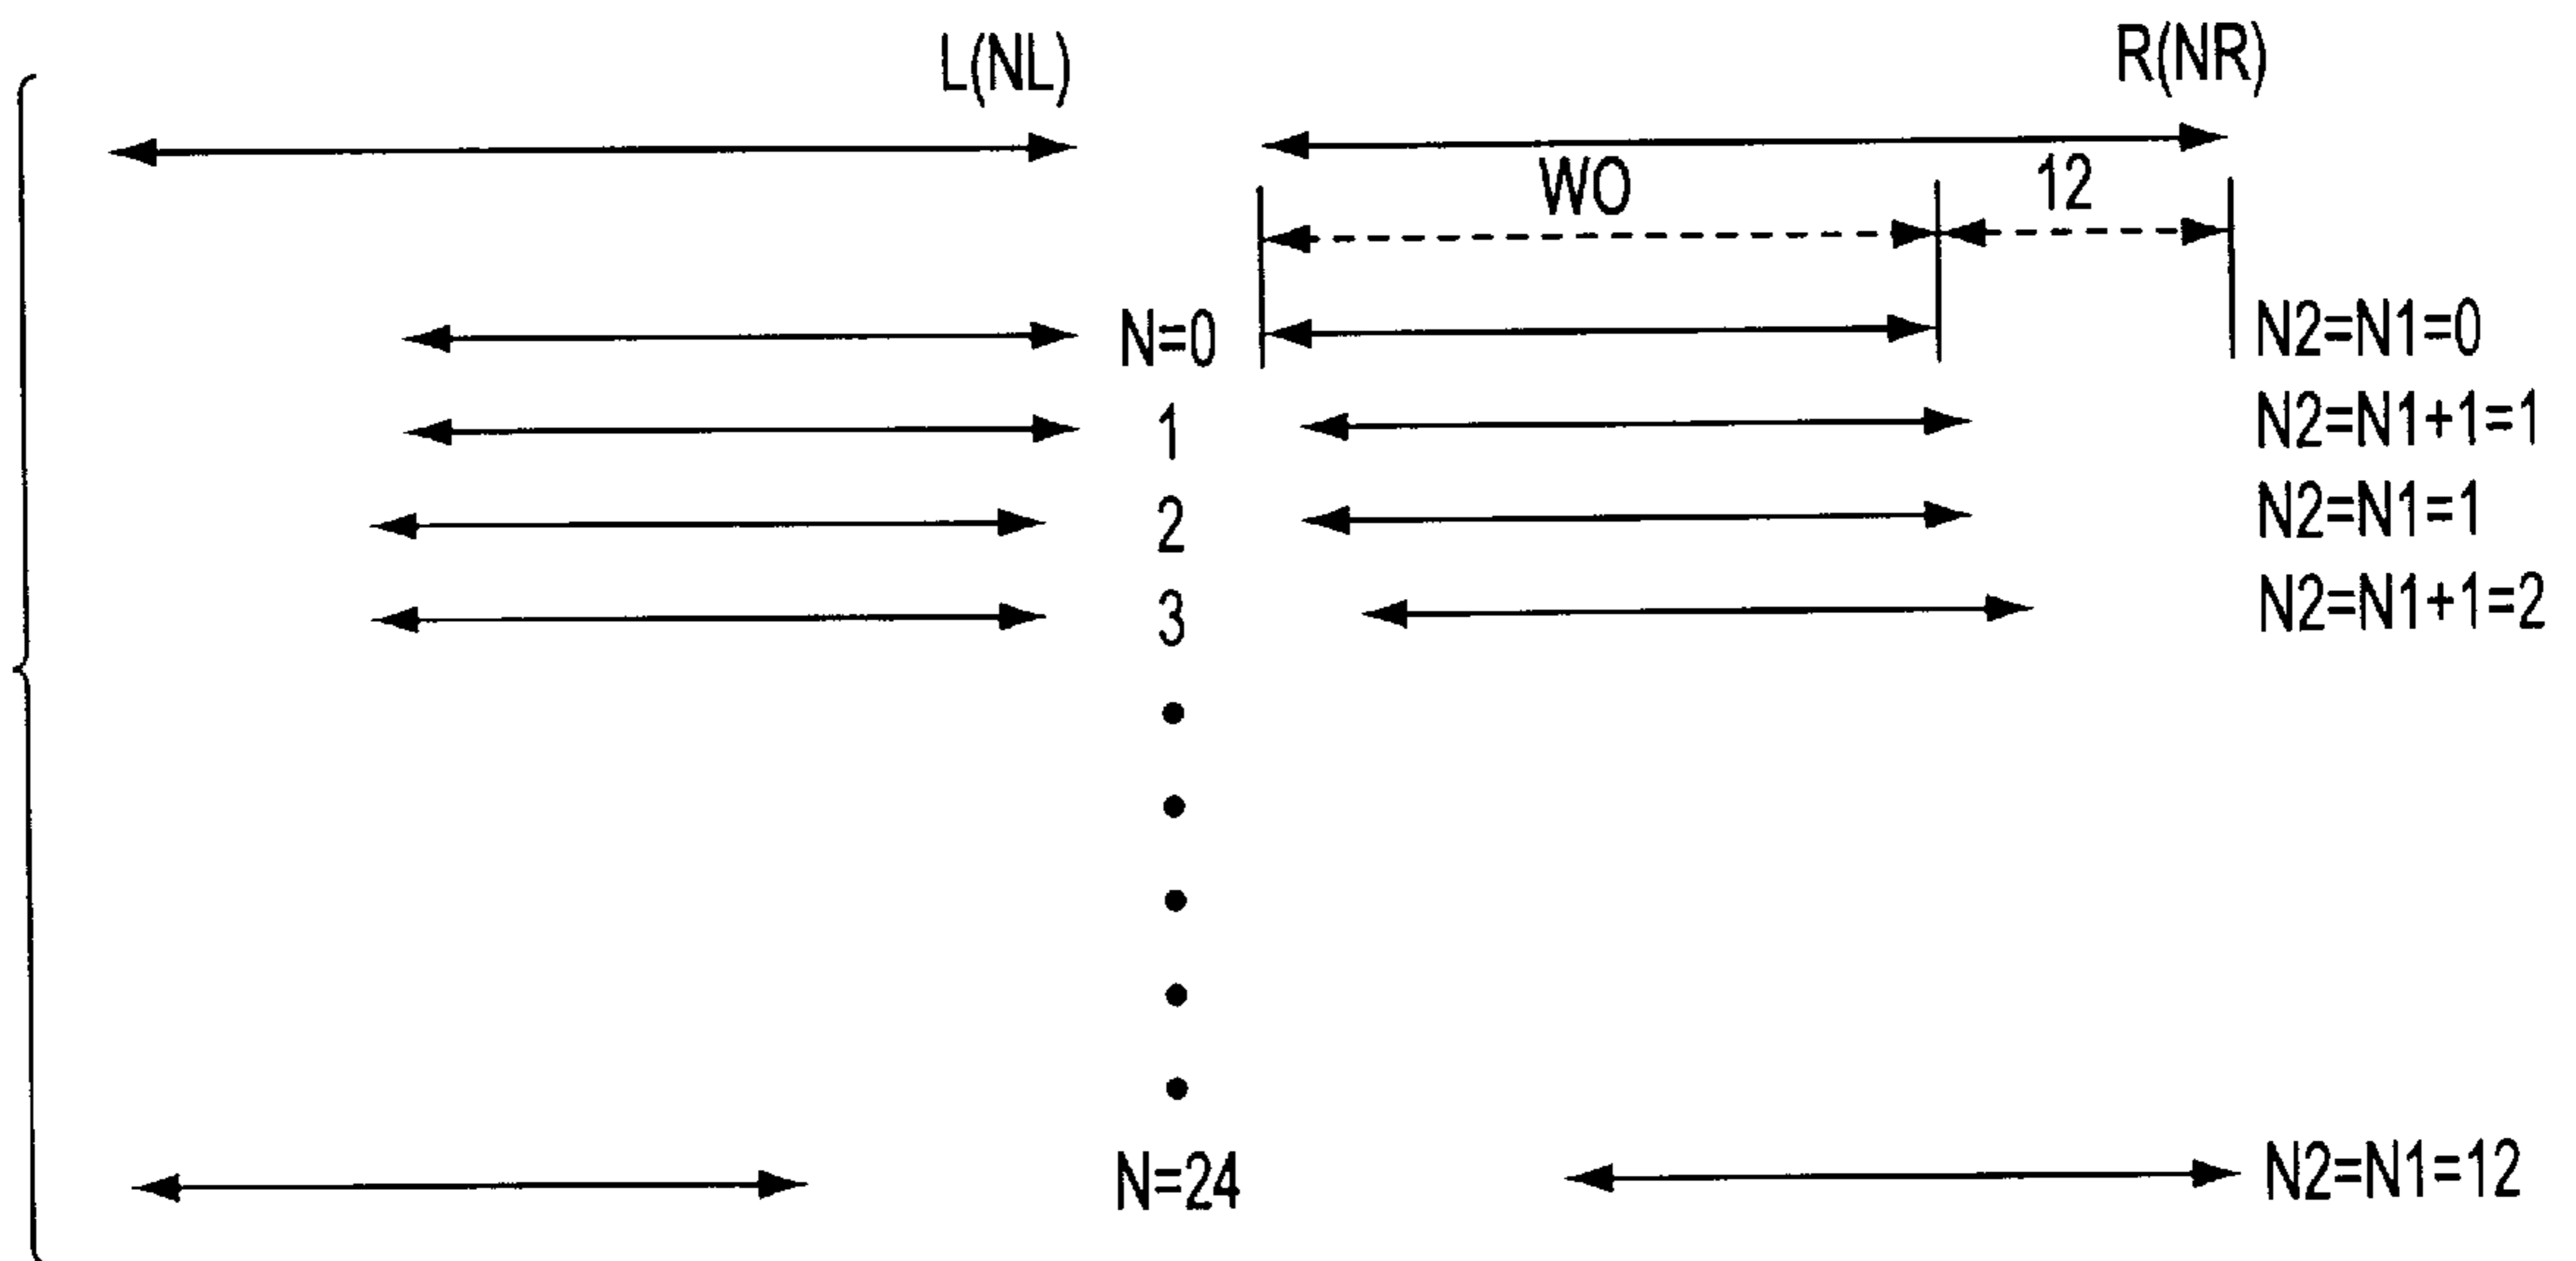 L(NL) R(NR)
WO 12
N=0 N2=N1=0
1 N2=N1+1=1
2 N2=N1=1
3 N2=N1+1=2
N=24 N2=N1=12